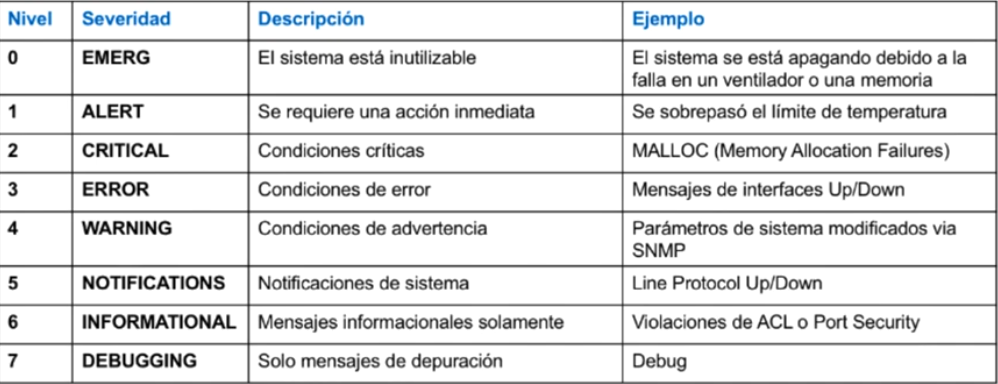 Nivel Severidad Descripción Ejemplo
0 EMERG El sistema está inutilizable El sistema se está apagando debido a la
falla en un ventilador o una memoria
1 ALERT Se requiere una acción inmediata Se sobrepasó el límite de temperatura
2 CRITICAL Condiciones críticas MALLOC (Memory Allocation Failures)
3 ERROR Condiciones de error Mensajes de interfaces Up/Down
4 WARNING Condiciones de advertencia Parámetros de sistema modificados via
SNMP
5 NOTIFICATIONS Notificaciones de sistema Line Protocol Up/Down
6 INFORMATIONAL Mensajes informacionales solamente Violaciones de ACL o Port Security
7 DEBUGGING Solo mensajes de depuración Debug